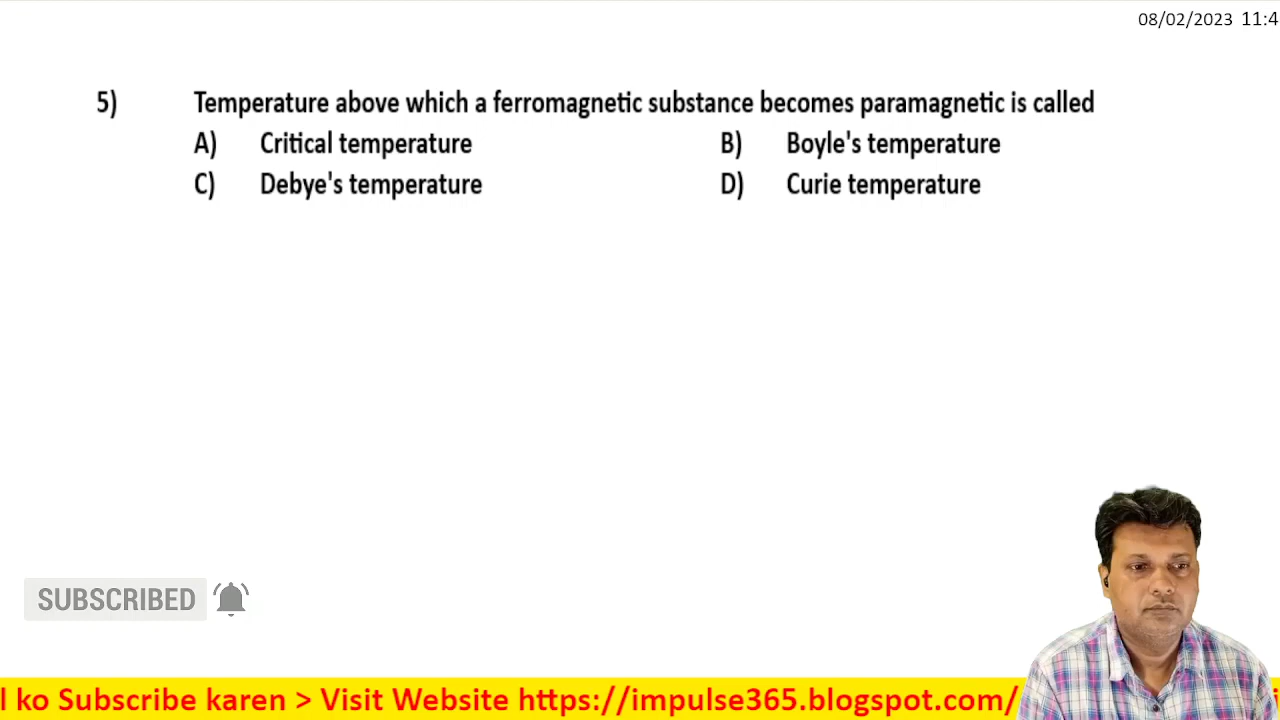 08/02/2023 11:4
5) Temperature above which a ferromagnetic substance becomes paramagnetic is called
A) Critical temperature B) Boyle's temperature
C) Debye's temperature D) Curie temperature
SUBSCRIBED
l ko Subscribe karen > Visit Website https://impulse365.blogspot.com/